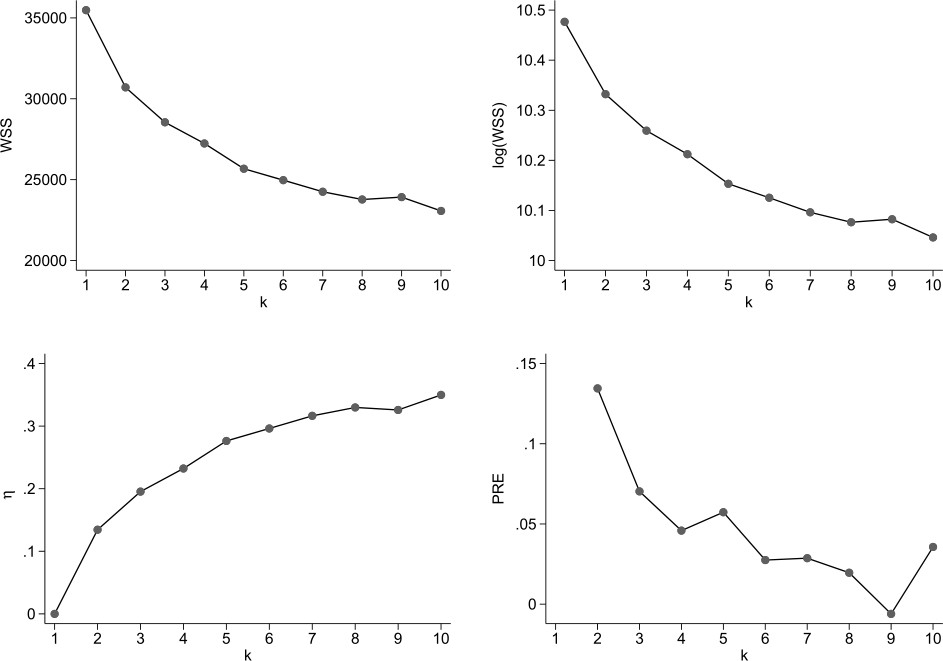 35000
30000
25000
20000
WSS
1 2 3 4 5 6 7 8 9 10
k
10.5
10.4
10.3
10.2
10.1
10
log(WSS)
1 2 3 4 5 6 7 8 9 10
k
.4
.3
.2
.1
0
η
1 2 3 4 5 6 7 8 9 10
k
.15
.1
.05
0
PRE
1 2 3 4 5 6 7 8 9 10
k